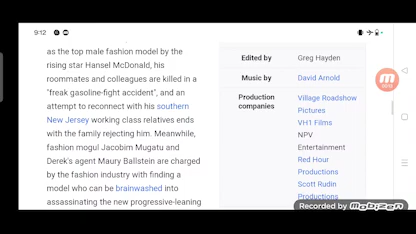 9:12
as the top male fashion model by the
rising star Hansel McDonald, his
roommates and colleagues are killed in a
"freak gasoline-fight accident", and an
attempt to reconnect with his southern
New Jersey working class relatives ends
with the family rejecting him. Meanwhile,
fashion mogul Jacobim Mugatu and
Derek's agent Maury Ballstein are charged
by the fashion industry with finding a
model who can be brainwashed into
assassinating the new progressive-leaning
Edited by Greg Hayden
Music by David Arnold
Production Village Roadshow
companies Pictures
VH1 Films
NPV
Entertainment
Red Hour
Productions
Scott Rudin
Productions
Recorded by Mobizen